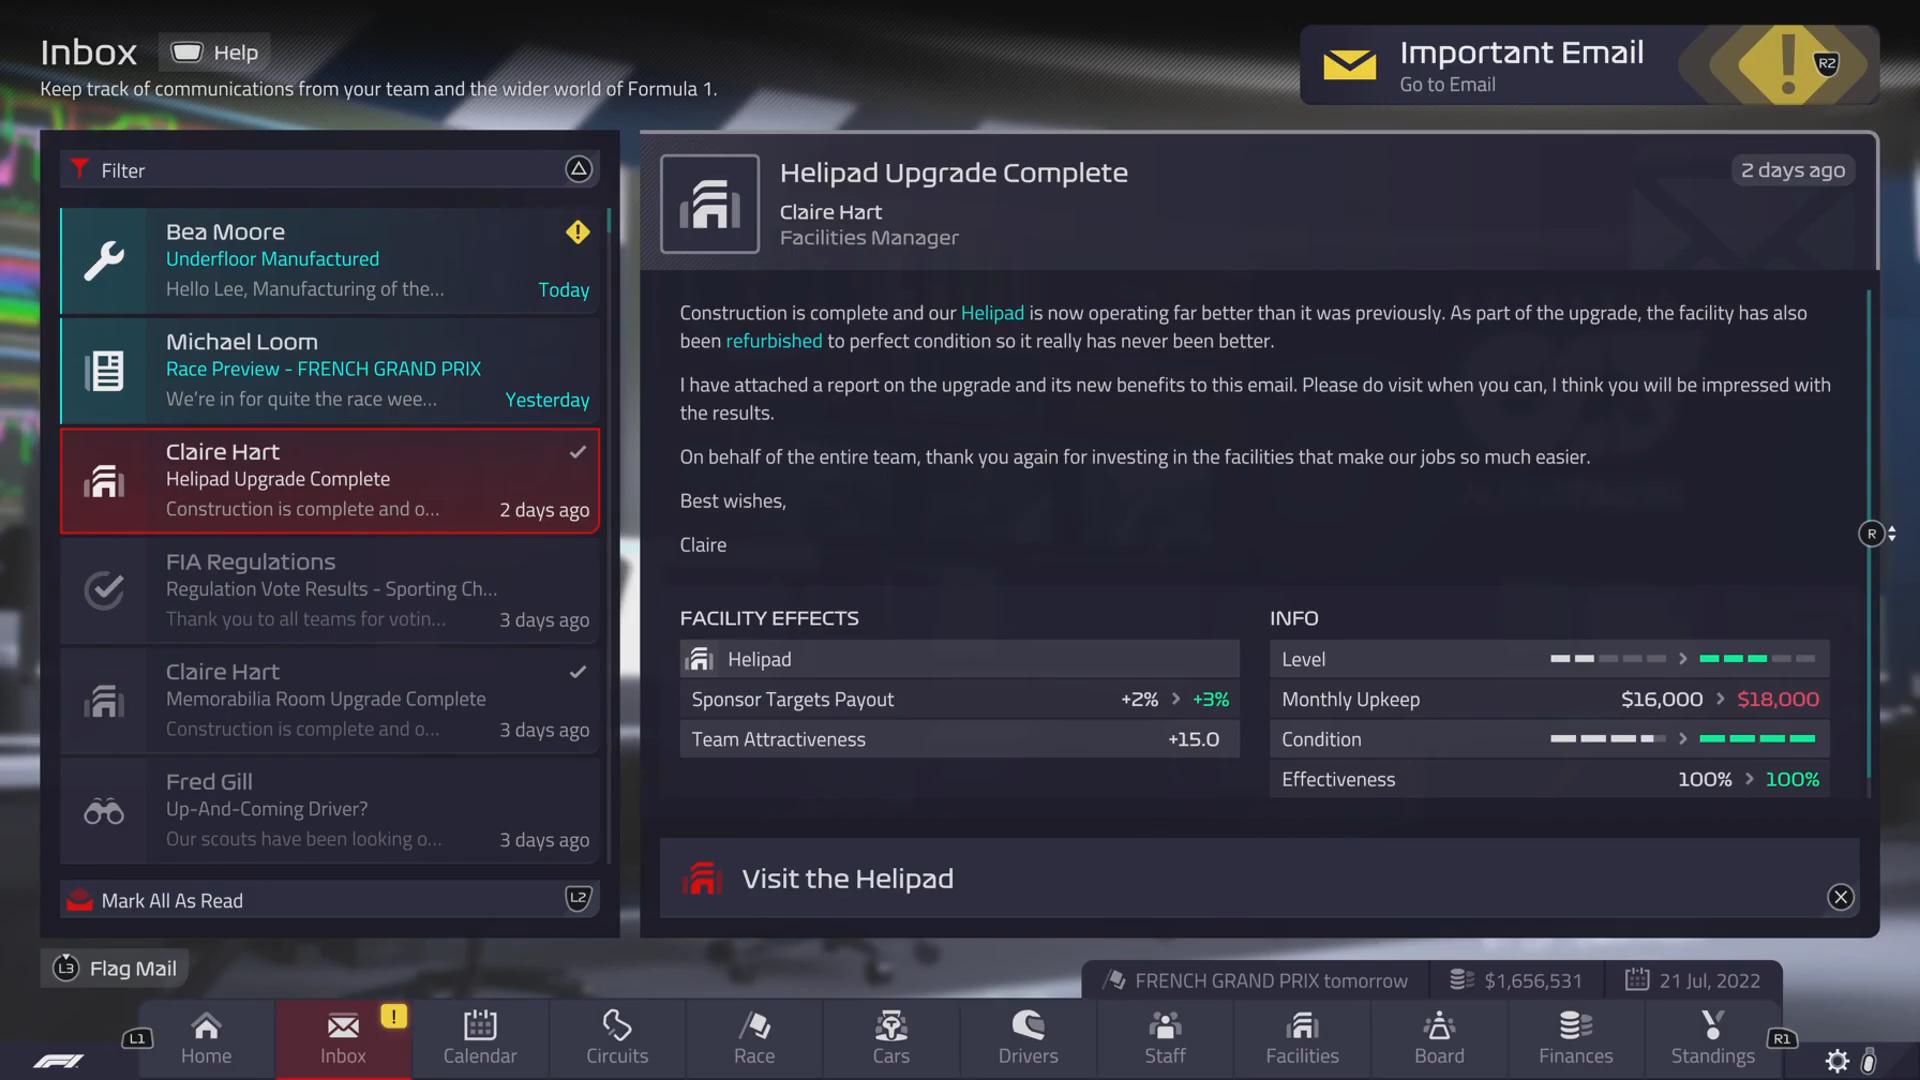 Inbox
Help
Keep track of communications from your team and the wider world of Formula 1.
Important Email
Go to Email
R2
Filter
Bea Moore
Underfloor Manufactured
Hello Lee, Manufacturing of the...
Today
Michael Loom
Race Preview - FRENCH GRAND PRIX
We're in for quite the race wee...
Yesterday
Claire Hart
Helipad Upgrade Complete
Construction is complete and o...
2 days ago
FIA Regulations
Regulation Vote Results - Sporting Ch...
Thank you to all teams for votin...
3 days ago
Claire Hart
Memorabilia Room Upgrade Complete
Construction is complete and o...
3 days ago
Fred Gill
Up-And-Coming Driver?
Our scouts have been looking o...
3 days ago
Mark All As Read
L2
L3
Flag Mail
Helipad Upgrade Complete
2 days ago
Claire Hart
Facilities Manager
Construction is complete and our Helipad is now operating far better than it was previously. As part of the upgrade, the facility has also
been refurbished to perfect condition so it really has never been better.
I have attached a report on the upgrade and its new benefits to this email. Please do visit when you can, I think you will be impressed with
the results.
On behalf of the entire team, thank you again for investing in the facilities that make our jobs so much easier.
Best wishes,
Claire
R
FACILITY EFFECTS
Helipad
Sponsor Targets Payout +2% > +3%
Team Attractiveness +15.0
INFO
Level >
Monthly Upkeep $16,000 > $18,000
Condition >
Effectiveness 100% > 100%
Visit the Helipad
FRENCH GRAND PRIX tomorrow
$1,656,531
21 Jul, 2022
F1
L1
Home
Inbox
!
Calendar
Circuits
Race
Cars
Drivers
Staff
Facilities
Board
Finances
Standings
R1